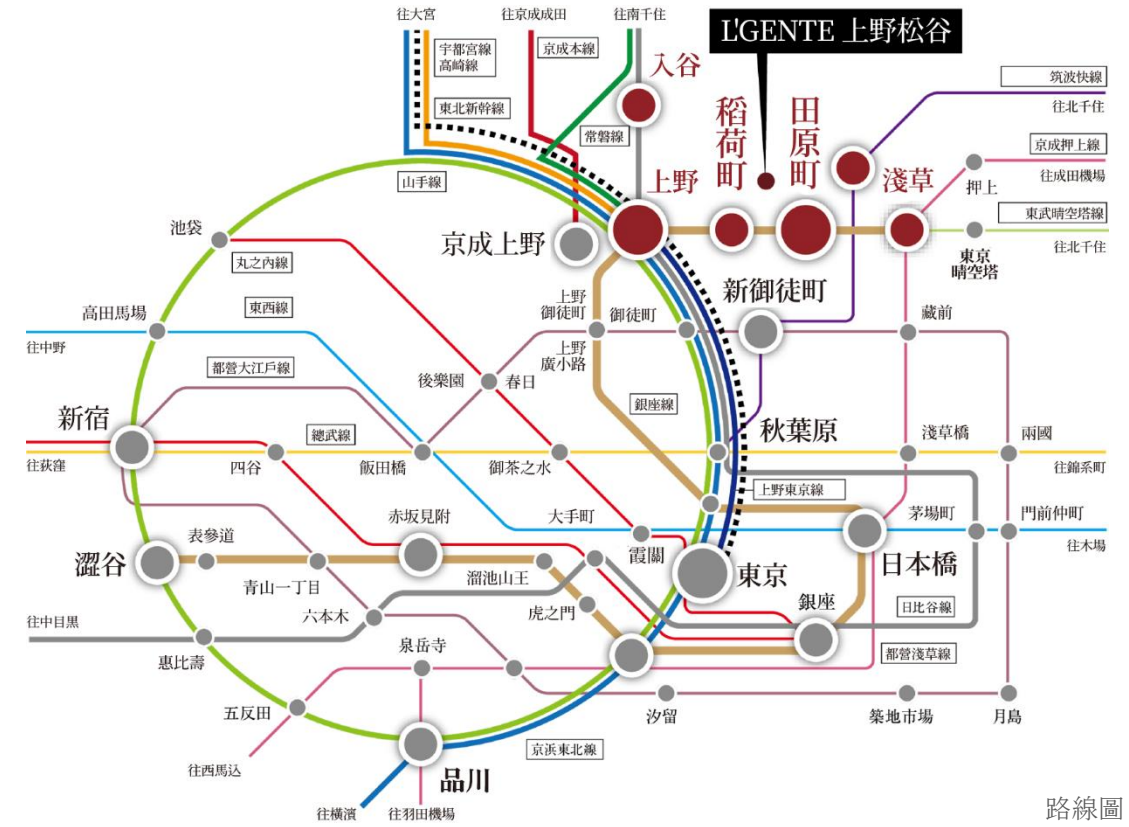 往大宮
往京成成田
往南千住
L'GENTE 上野松谷
宇都宮線
高崎線
京成本線
入谷
筑波快線
往北千住
東北新幹線
常磐線
稻荷町
田原町
京成押上線
山手線
上野
淺草
押上
往成田機場
東武晴空塔線
池袋
京成上野
東京
晴空塔
往北千住
丸之內線
新御徒町
上野
御徒町
御徒町
東西線
高田馬場
藏前
往中野
上野
廣小路
都營大江戶線
後樂園
春日
銀座線
新宿
秋葉原
總武線
淺草橋
兩國
往荻窪
四谷
飯田橋
御茶之水
往錦系町
上野東京線
赤坂見附
大手町
茅場町
門前仲町
表參道
往木場
澀谷
霞關
東京
日本橋
青山一丁目
溜池山王
銀座
日比谷線
虎之門
往中目黑
六本木
惠比壽
泉岳寺
都營淺草線
五反田
汐留
築地市場
月島
京浜東北線
往西馬込
品川
往橫濱
往羽田機場
路線圖